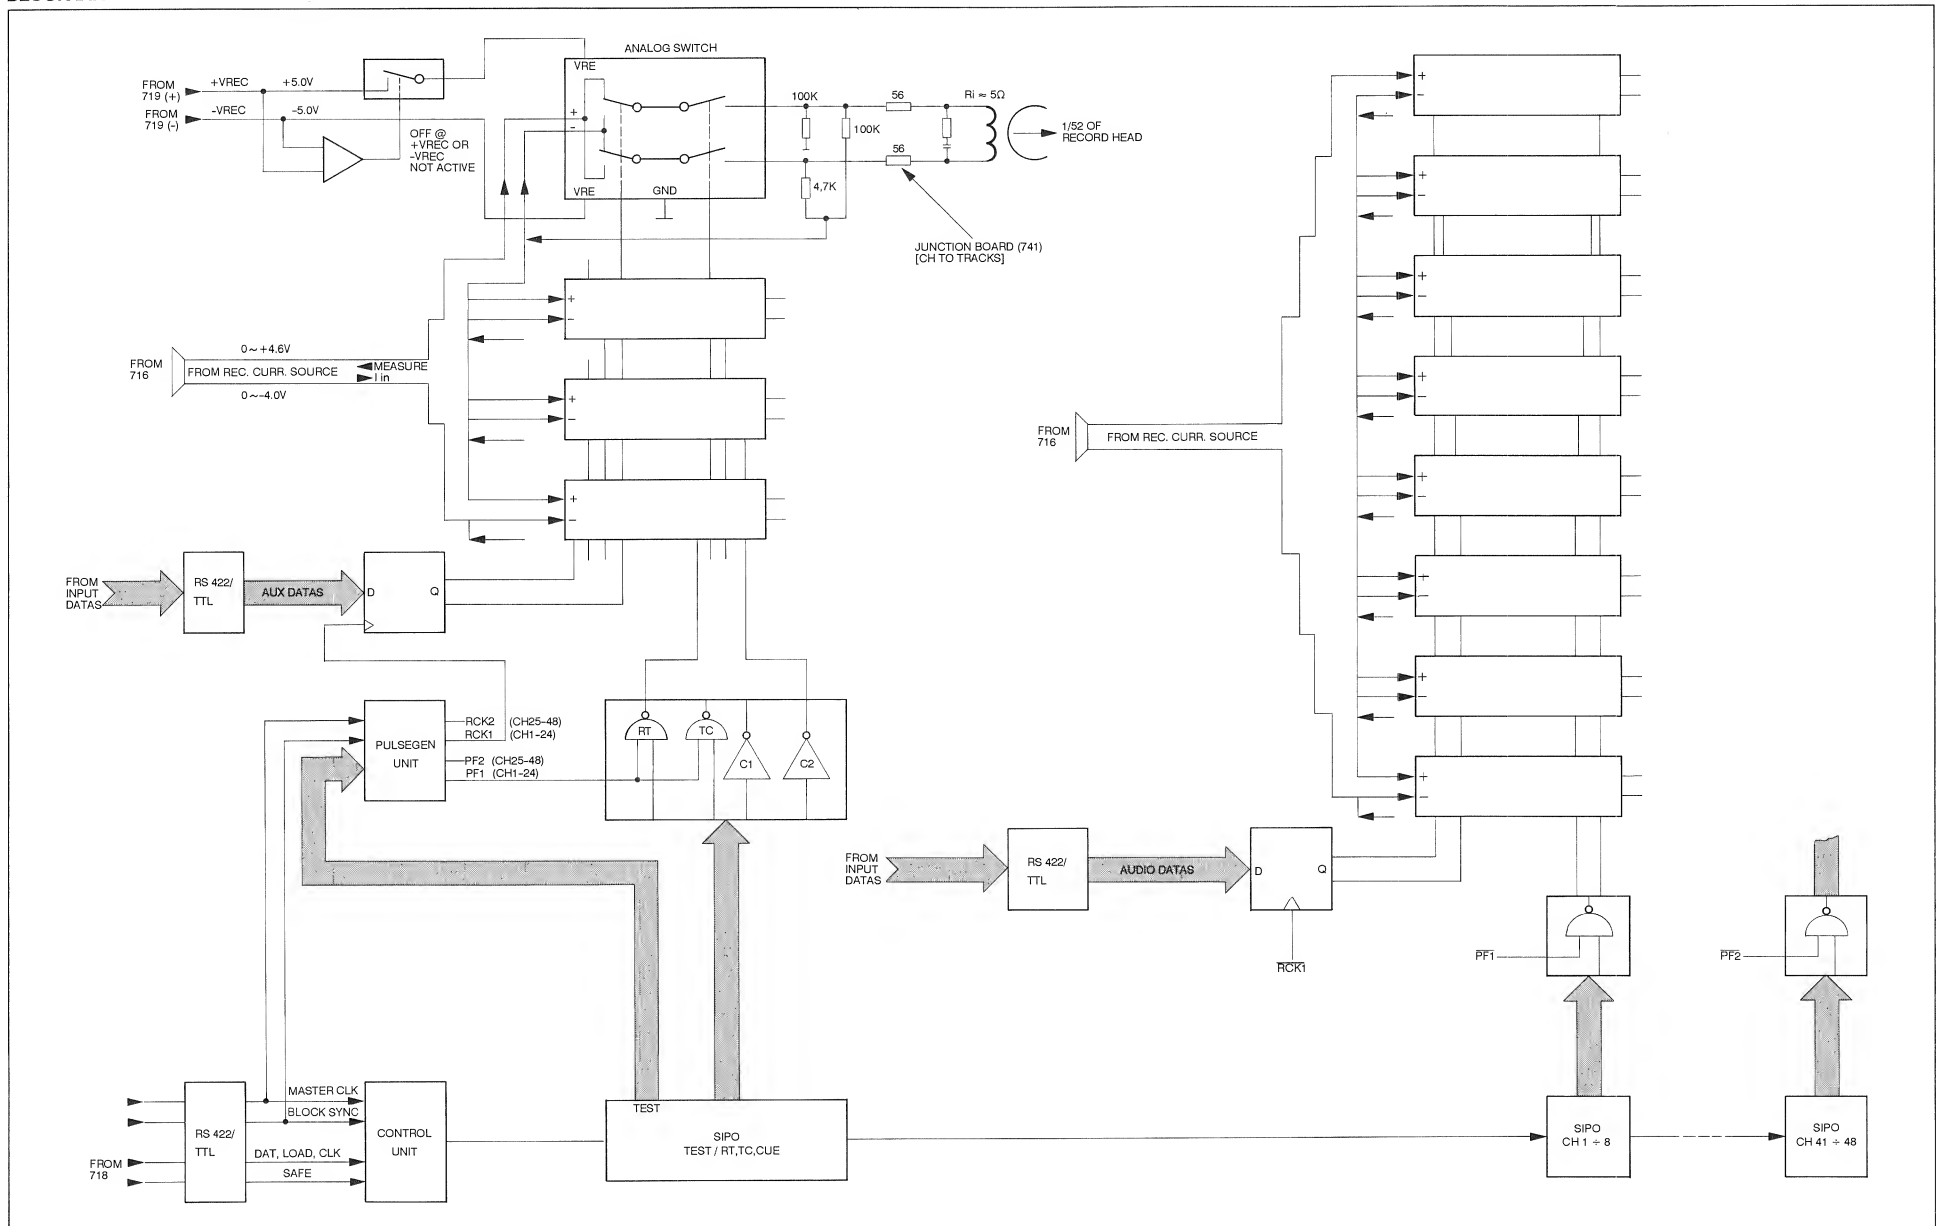 ANALOG SWITCH
FROM
719 (+)
+VREC
+5.0V
FROM
719 (-)
-VREC
-5.0V
OFF @
+VREC OR
-VREC
NOT ACTIVE
VRE
+
-
VRE
GND
100K
100K
4,7K
56
56
Ri ≈ 5Ω
1/52 OF
RECORD HEAD
JUNCTION BOARD (741)
[CH TO TRACKS]
+
-
+
-
+
-
FROM
716
0~+4.6V
FROM REC. CURR. SOURCE
MEASURE
I in
0~-4.0V
FROM
INPUT
DATAS
RS 422/
TTL
AUX DATAS
D
Q
PULSEGEN
UNIT
RCK2 (CH25-48)
RCK1 (CH1-24)
PF2 (CH25-48)
PF1 (CH1-24)
RT
TC
C1
C2
FROM
718
RS 422/
TTL
MASTER CLK
BLOCK SYNC
DAT, LOAD, CLK
SAFE
CONTROL
UNIT
TEST
SIPO
TEST / RT,TC,CUE
FROM
716
FROM REC. CURR. SOURCE
+
-
+
-
+
-
+
-
+
-
+
-
+
-
+
-
FROM
INPUT
DATAS
RS 422/
TTL
AUDIO DATAS
D
Q
R̅C̅K̅1̅
P̅F̅1̅
P̅F̅2̅
SIPO
CH 1 ÷ 8
SIPO
CH 41 ÷ 48